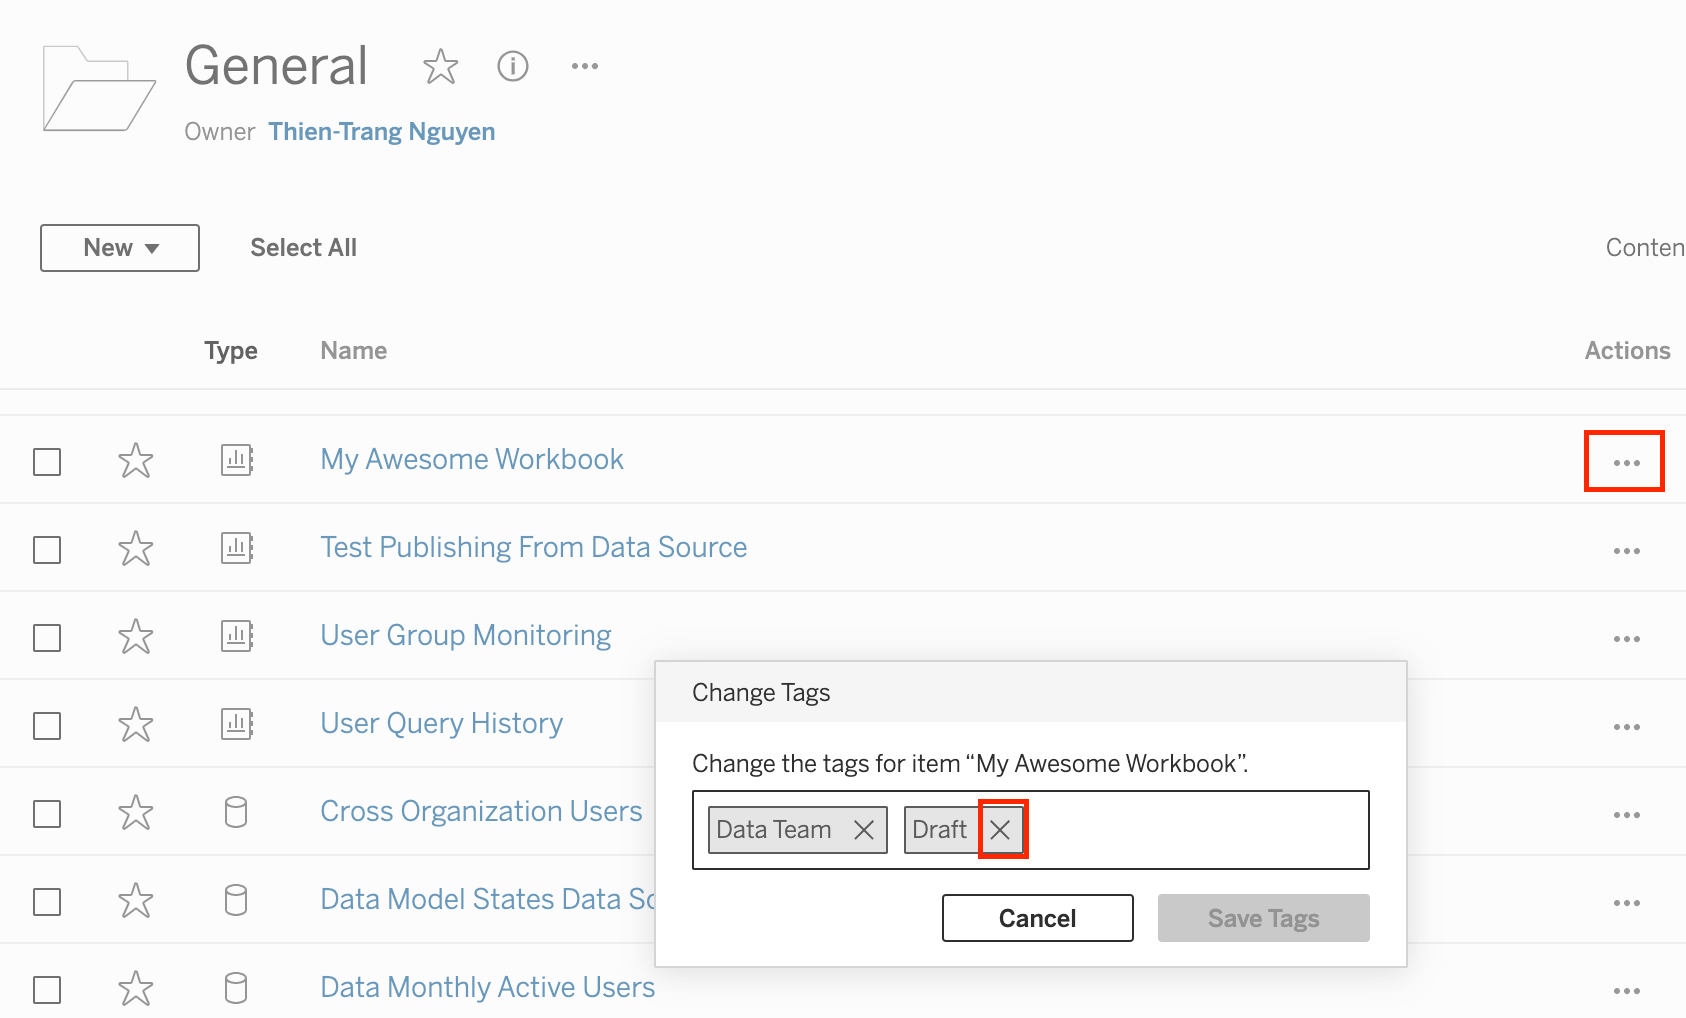 General
Owner Thien-Trang Nguyen
New Select All Conten
Type Name Actions
My Awesome Workbook
Test Publishing From Data Source
User Group Monitoring
User Query History
Cross Organization Users
Data Model States Data So
Data Monthly Active Users
Change Tags
Change the tags for item “My Awesome Workbook”.
Data Team Draft
Cancel Save Tags